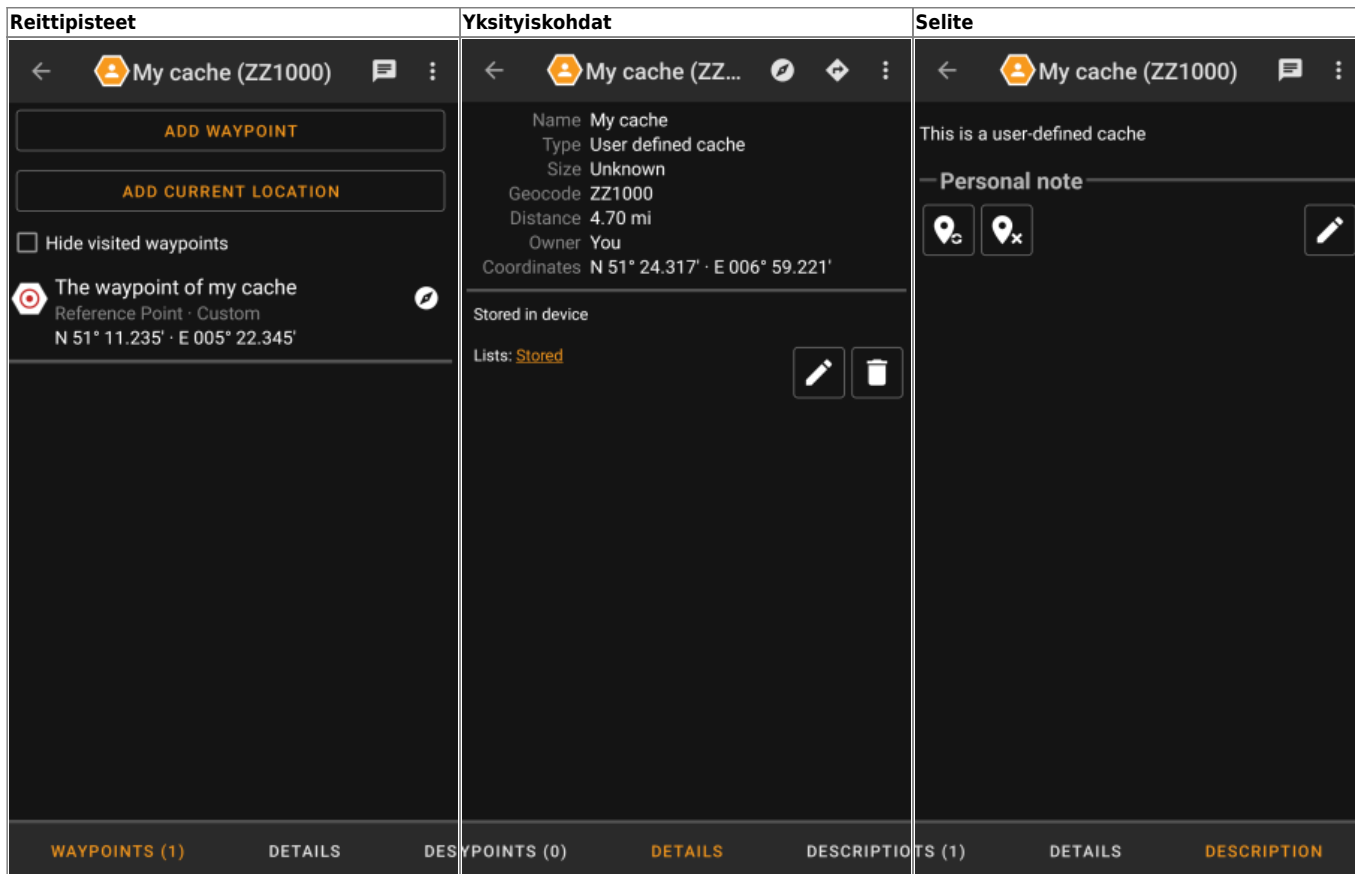 Reittipisteet
My cache (ZZ1000)
ADD WAYPOINT
ADD CURRENT LOCATION
Hide visited waypoints
The waypoint of my cache
Reference Point · Custom
N 51° 11.235' · E 005° 22.345'
WAYPOINTS (1) DETAILS DES
Yksityiskohdat
My cache (ZZ...
Name My cache
Type User defined cache
Size Unknown
Geocode ZZ1000
Distance 4.70 mi
Owner You
Coordinates N 51° 24.317' · E 006° 59.221'
Stored in device
Lists: Stored
YPOINTS (0) DETAILS DESCRIPTIO
Selite
My cache (ZZ1000)
This is a user-defined cache
Personal note
TS (1) DETAILS DESCRIPTION